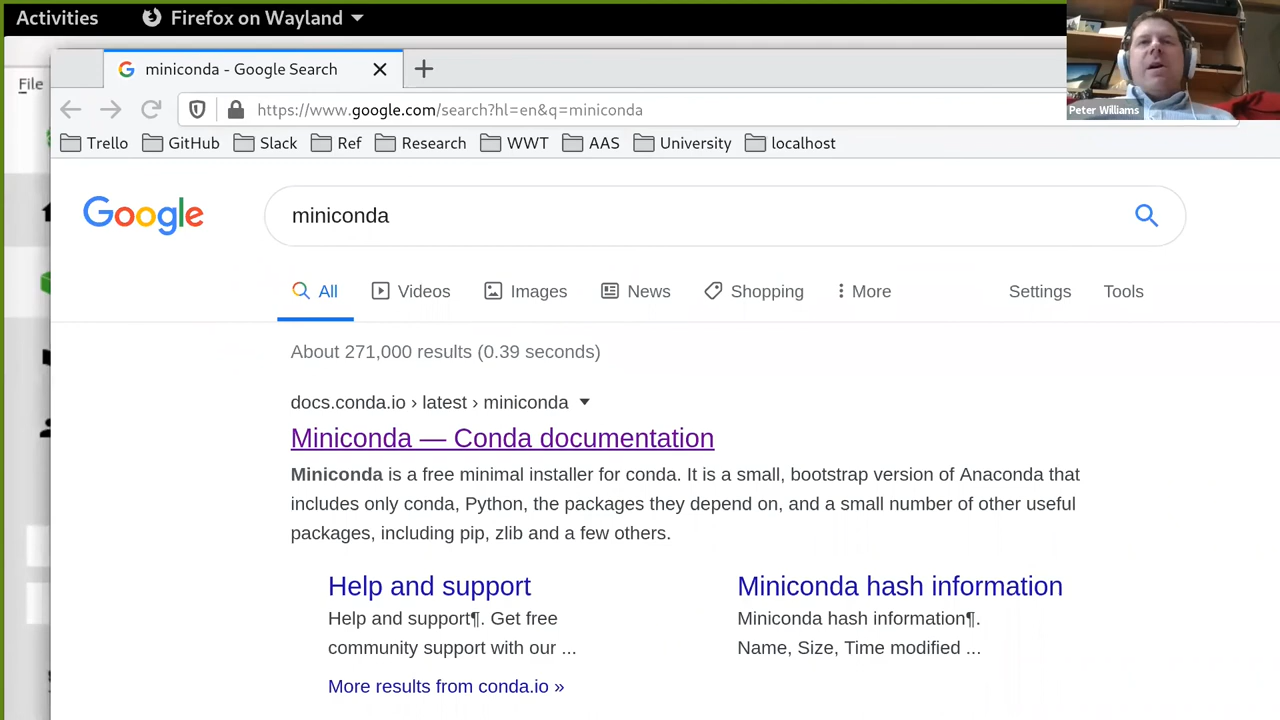 Activities
Firefox on Wayland
File
miniconda - Google Search
https://www.google.com/search?hl=en&q=miniconda
Peter Williams
Trello GitHub Slack Ref Research WWT AAS University localhost
Google
miniconda
All Videos Images News Shopping More Settings Tools
About 271,000 results (0.39 seconds)
docs.conda.io › latest › miniconda
Miniconda — Conda documentation
Miniconda is a free minimal installer for conda. It is a small, bootstrap version of Anaconda that
includes only conda, Python, the packages they depend on, and a small number of other useful
packages, including pip, zlib and a few others.
Help and support
Help and support¶. Get free
community support with our ...
Miniconda hash information
Miniconda hash information¶.
Name, Size, Time modified ...
More results from conda.io »